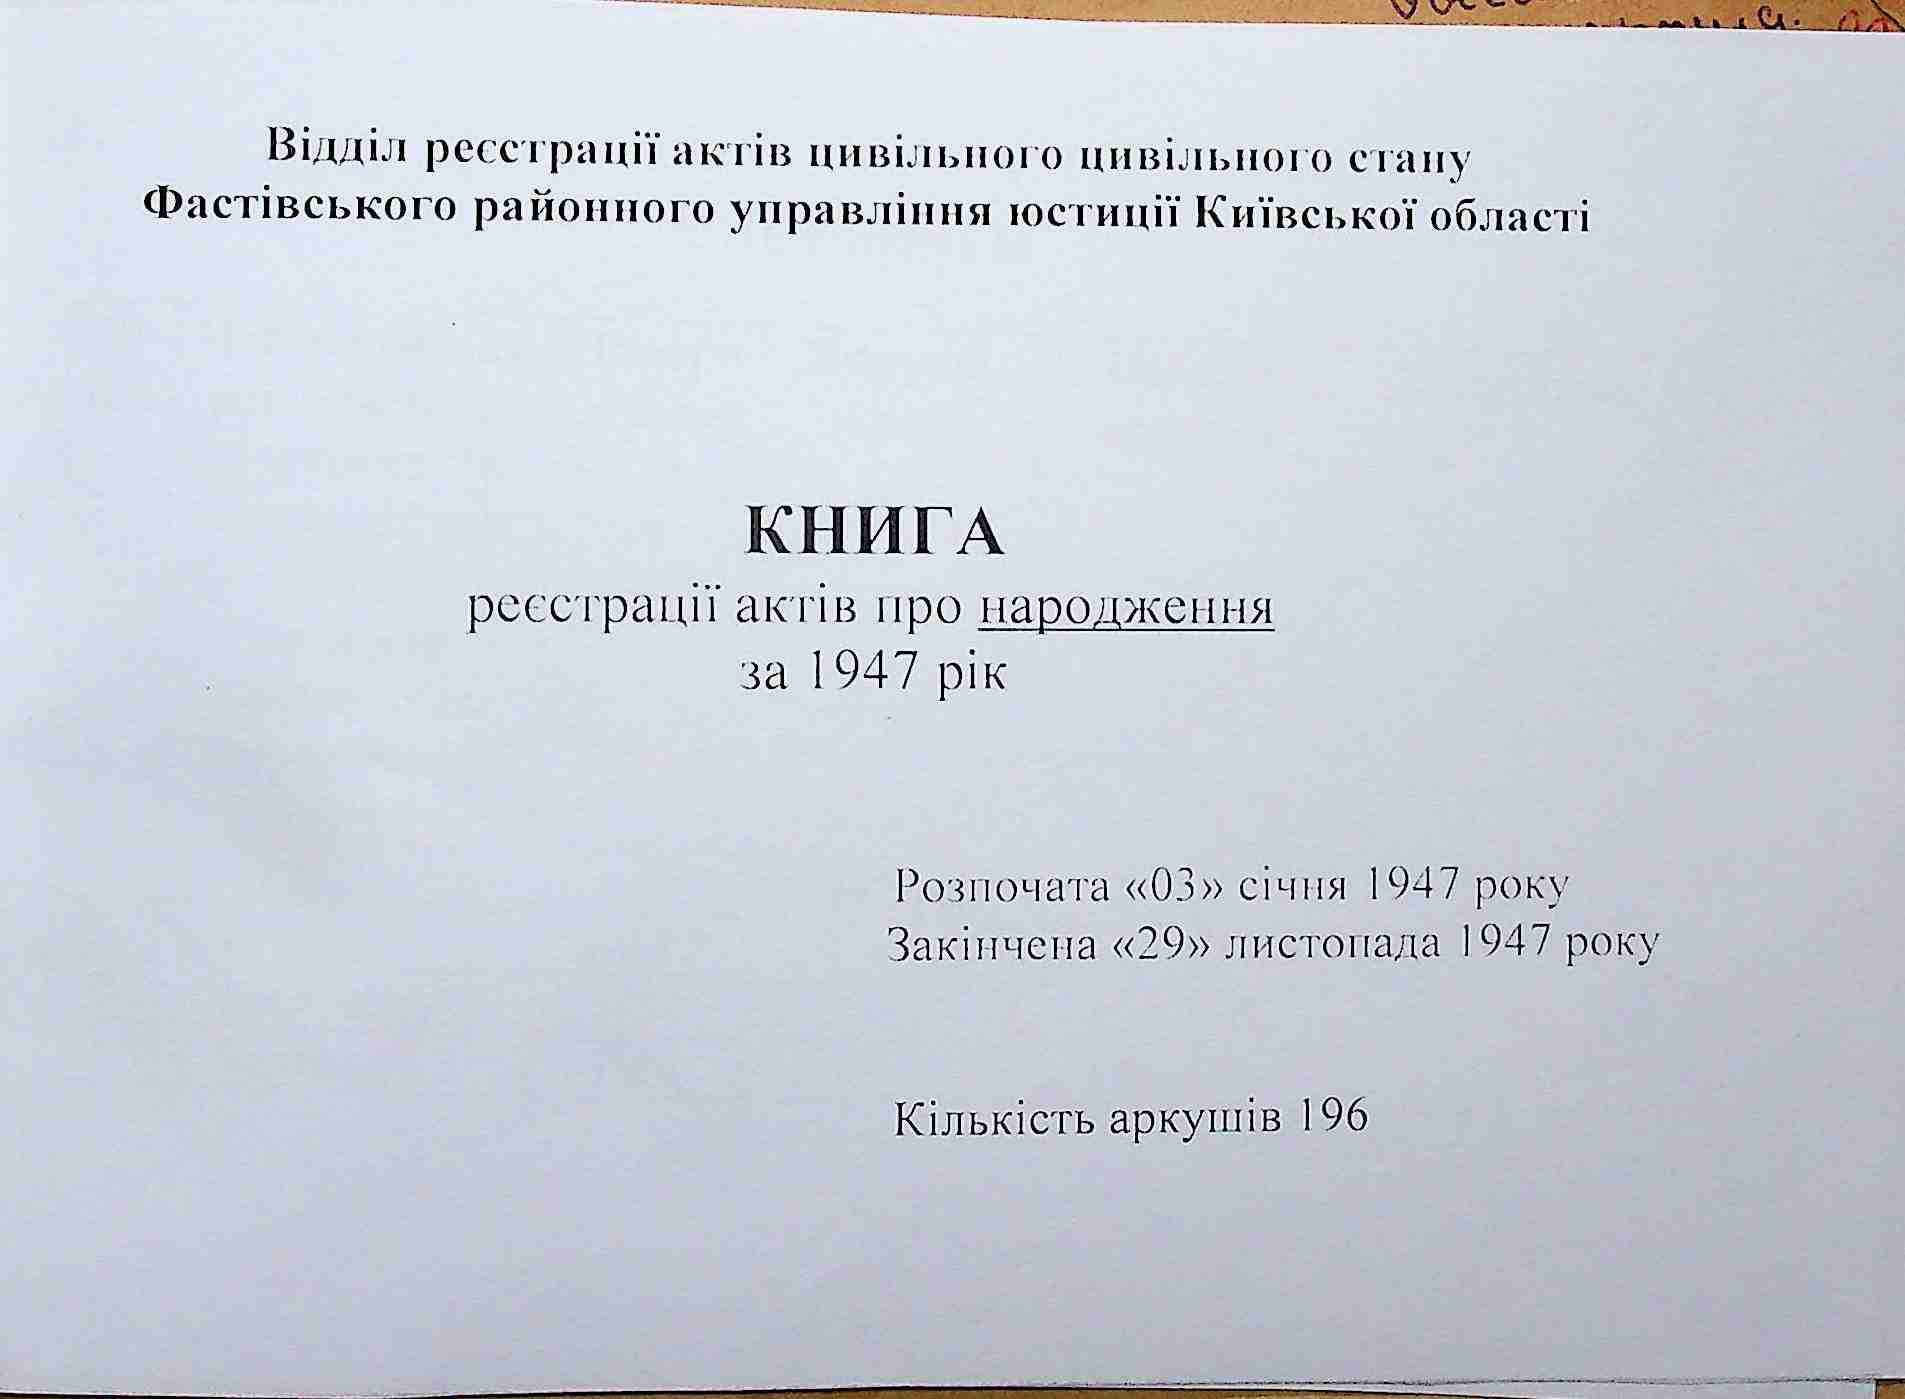 Відділ реєстрації актів цивільного цивільного стану
Фастівського районного управління юстиції Київської області
КНИГА
реєстрації актів про народження
за 1947 рік
Розпочата «03» січня 1947 року
Закінчена «29» листопада 1947 року
Кількість аркушів 196